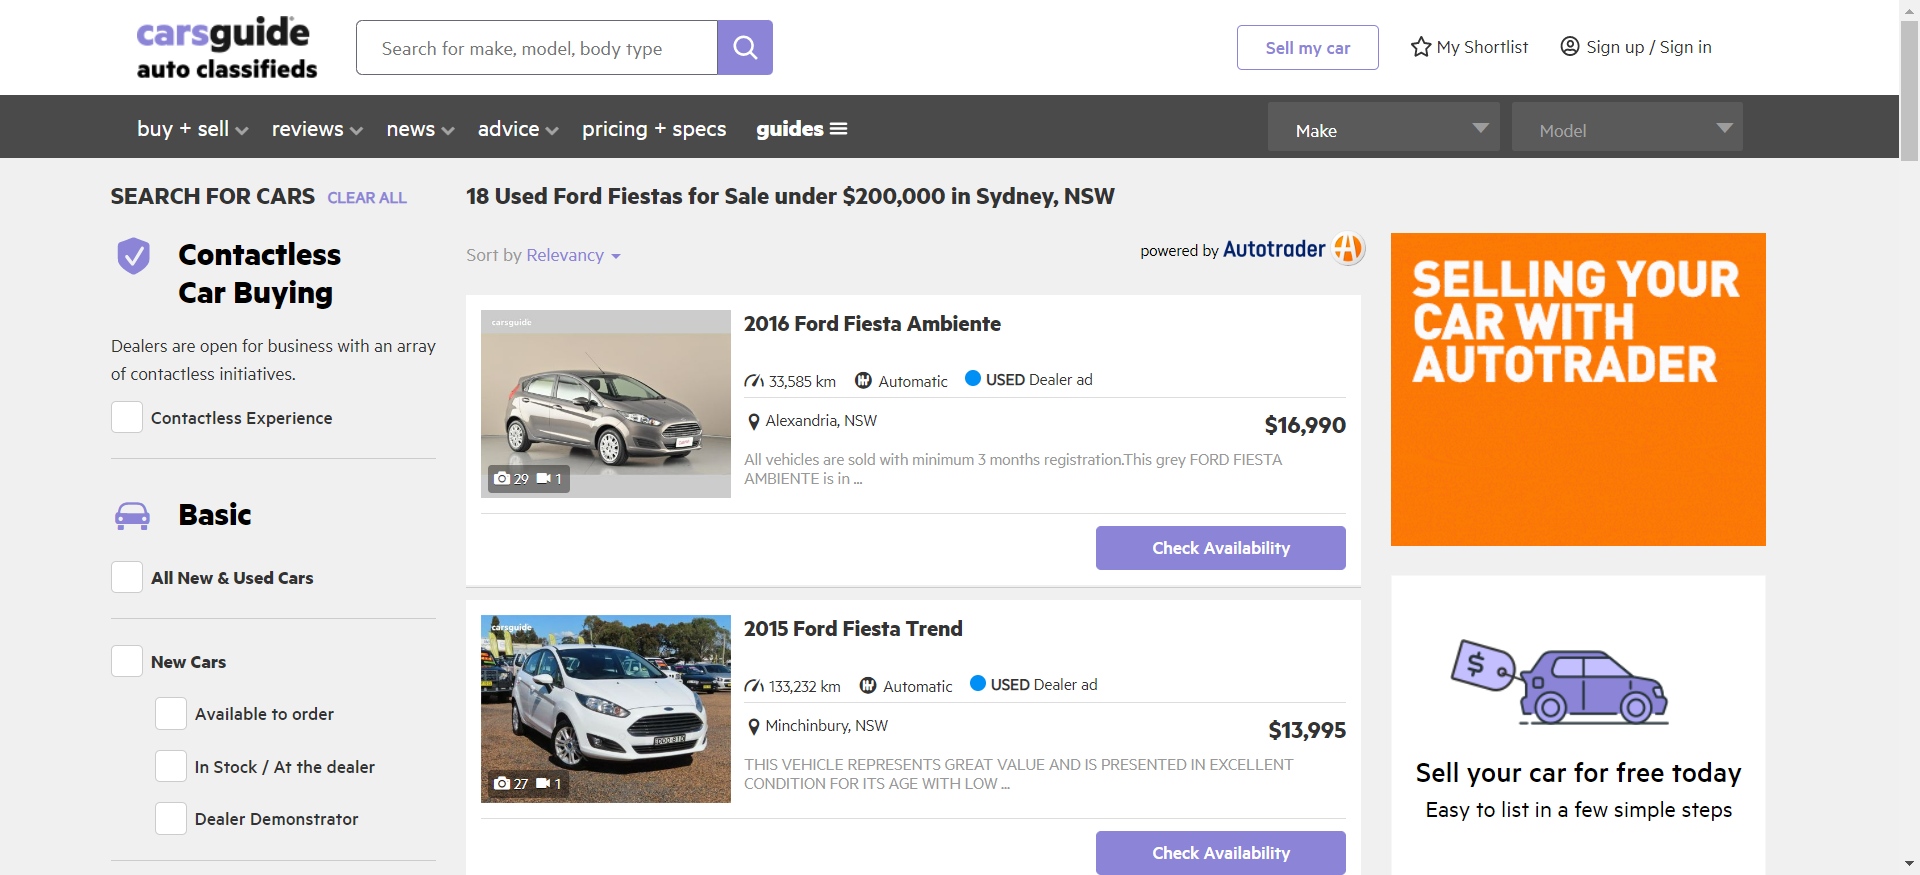 carsguide
auto classifieds
Search for make, model, body type
Sell my car
My Shortlist
Sign up / Sign in
buy + sell
reviews
news
advice
pricing + specs
guides
Make
Model
SEARCH FOR CARS CLEAR ALL
Contactless
Car Buying
Dealers are open for business with an array
of contactless initiatives.
Contactless Experience
Basic
All New & Used Cars
New Cars
Available to order
In Stock / At the dealer
Dealer Demonstrator
18 Used Ford Fiestas for Sale under $200,000 in Sydney, NSW
Sort by Relevancy
powered by Autotrader
carsguide
29 1
2016 Ford Fiesta Ambiente
33,585 km Automatic USED Dealer ad
Alexandria, NSW
$16,990
All vehicles are sold with minimum 3 months registration.This grey FORD FIESTA
AMBIENTE is in ...
Check Availability
carsguide
27 1
2015 Ford Fiesta Trend
133,232 km Automatic USED Dealer ad
Minchinbury, NSW
$13,995
THIS VEHICLE REPRESENTS GREAT VALUE AND IS PRESENTED IN EXCELLENT
CONDITION FOR ITS AGE WITH LOW ...
Check Availability
SELLING YOUR
CAR WITH
AUTOTRADER
$
Sell your car for free today
Easy to list in a few simple steps